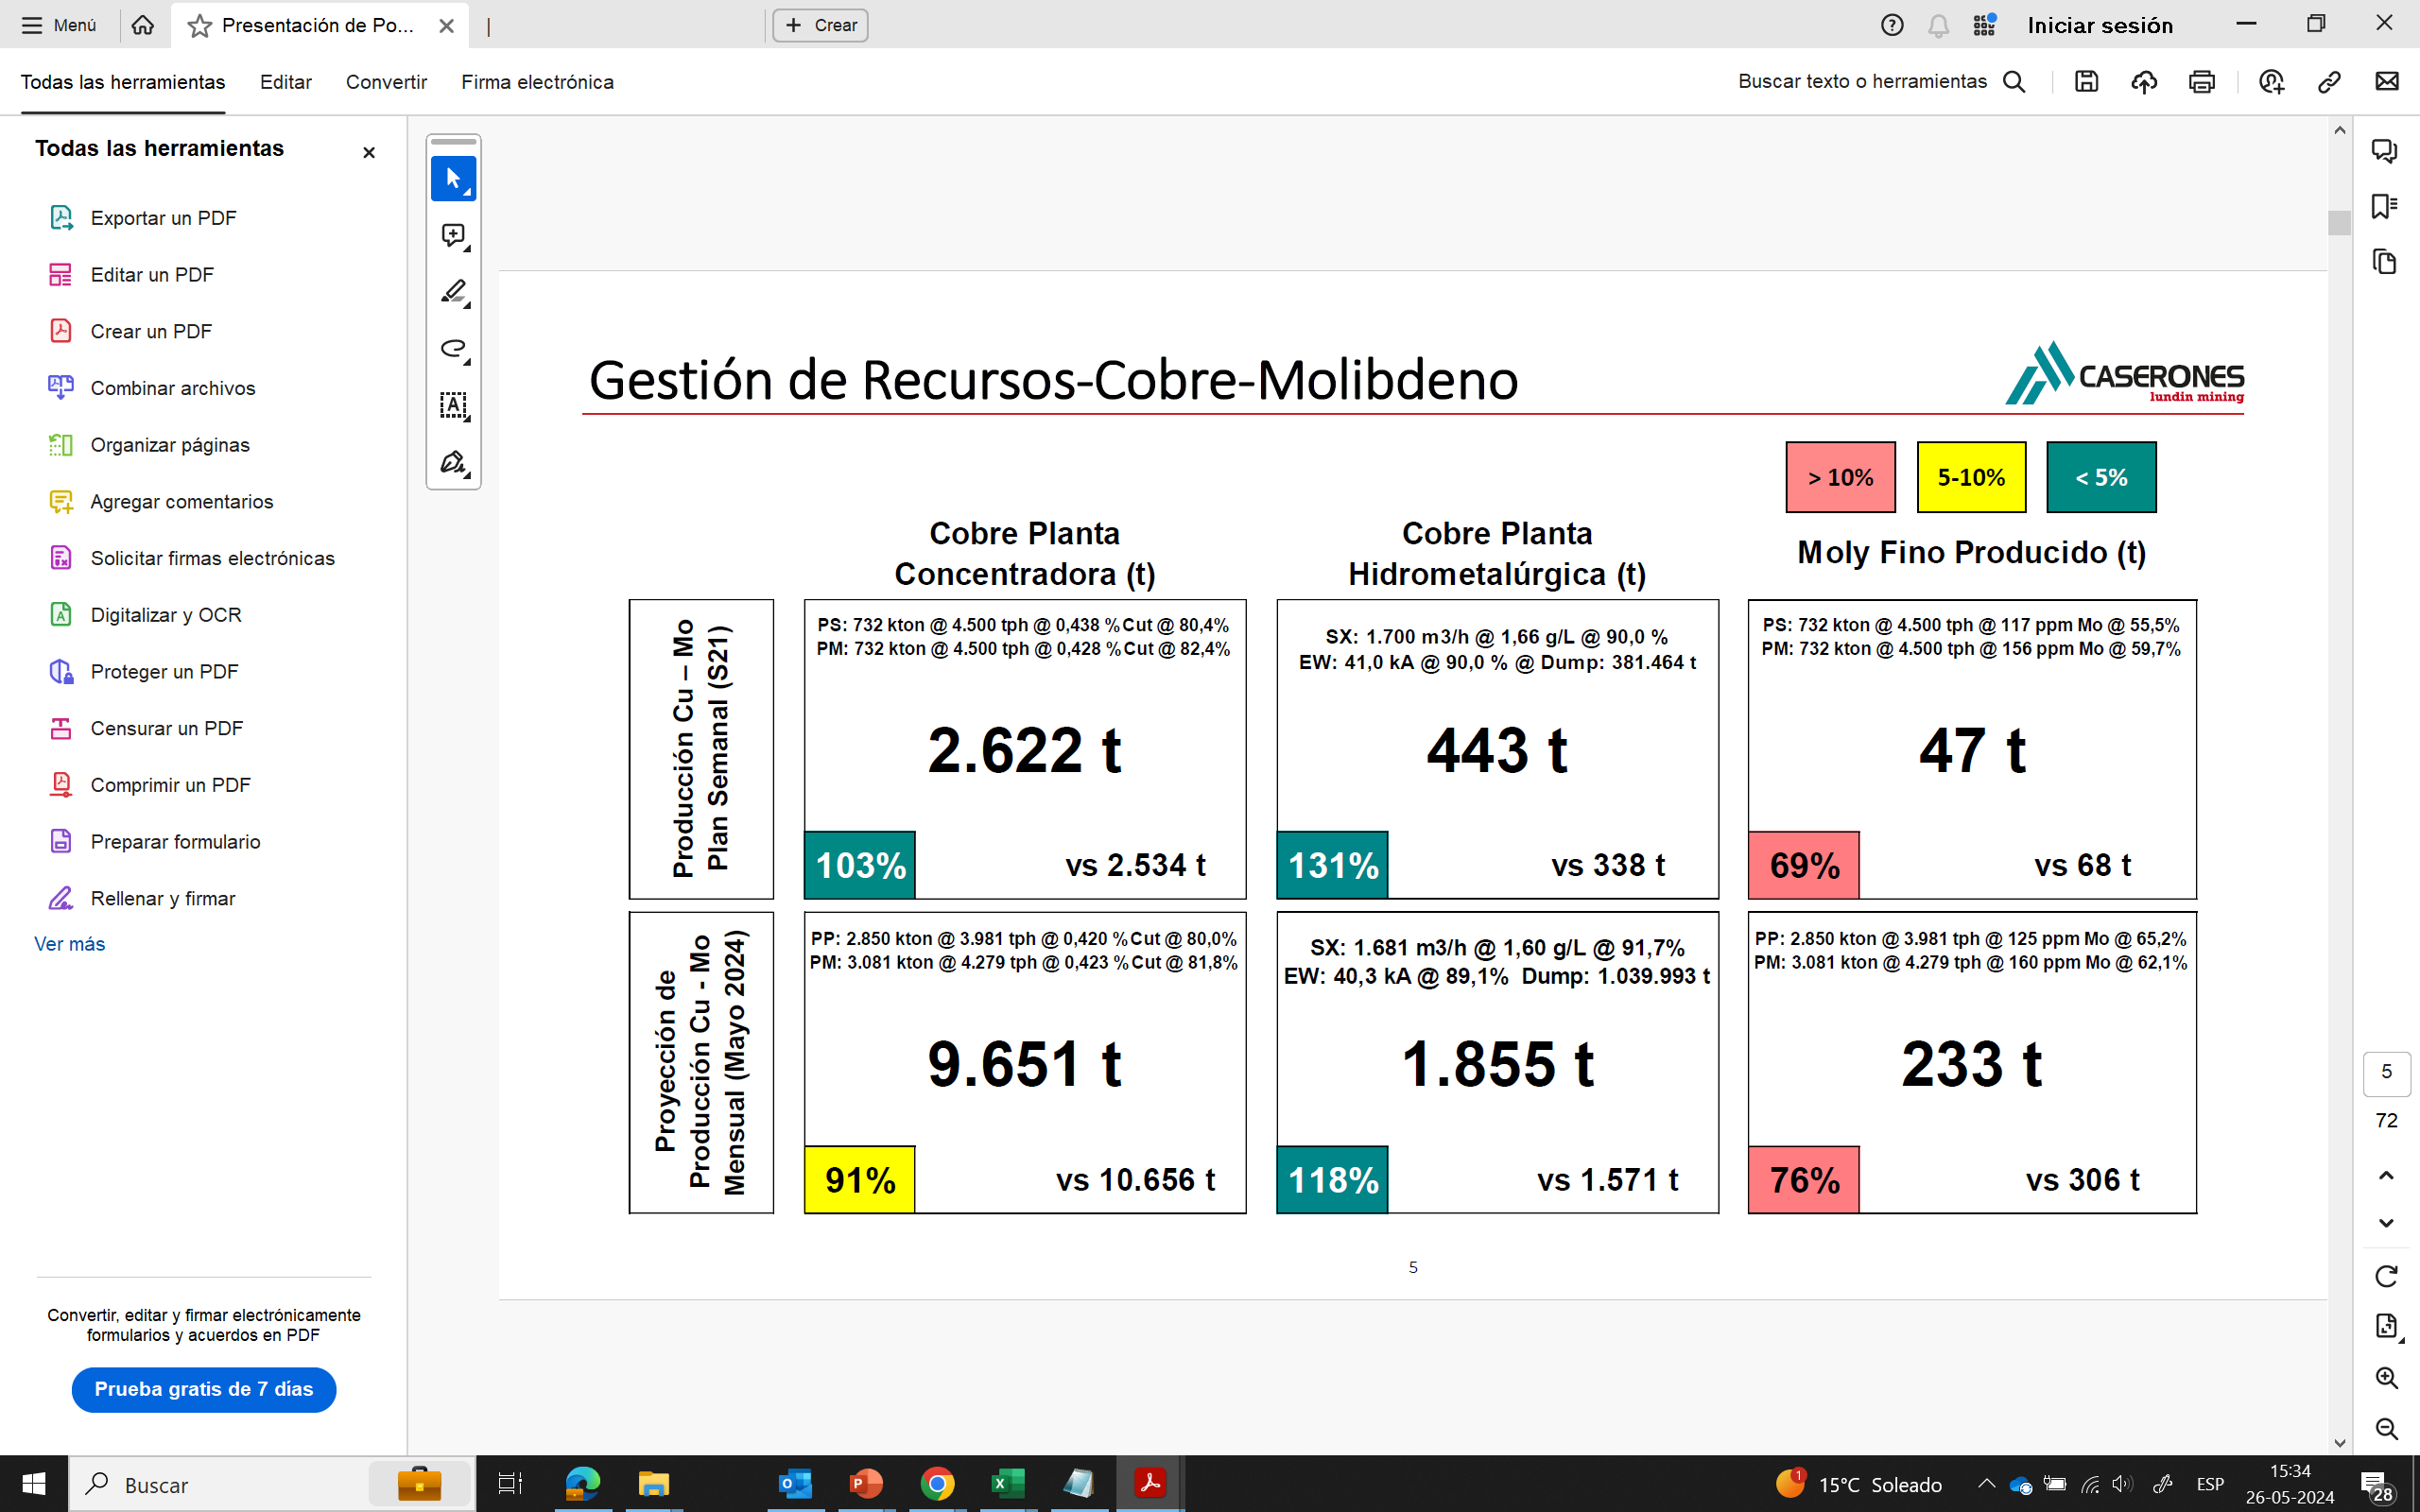 Menú
Presentación de Po...
Crear
Iniciar sesión
Todas las herramientas
Editar
Convertir
Firma electrónica
Buscar texto o herramientas
Todas las herramientas
Exportar un PDF
Editar un PDF
Crear un PDF
Combinar archivos
Organizar páginas
Agregar comentarios
Solicitar firmas electrónicas
Digitalizar y OCR
Proteger un PDF
Censurar un PDF
Comprimir un PDF
Preparar formulario
Rellenar y firmar
Ver más
Convertir, editar y firmar electrónicamente
formularios y acuerdos en PDF
Prueba gratis de 7 días
Gestión de Recursos-Cobre-Molibdeno
CASERONES
lundin mining
> 10%
5-10%
< 5%
Cobre Planta
Concentradora (t)
Cobre Planta
Hidrometalúrgica (t)
Moly Fino Producido (t)
Producción Cu – Mo
Plan Semanal (S21)
PS: 732 kton @ 4.500 tph @ 0,438 %Cut @ 80,4%
PM: 732 kton @ 4.500 tph @ 0,428 %Cut @ 82,4%
2.622 t
103%
vs 2.534 t
SX: 1.700 m3/h @ 1,66 g/L @ 90,0 %
EW: 41,0 kA @ 90,0 % @ Dump: 381.464 t
443 t
131%
vs 338 t
PS: 732 kton @ 4.500 tph @ 117 ppm Mo @ 55,5%
PM: 732 kton @ 4.500 tph @ 156 ppm Mo @ 59,7%
47 t
69%
vs 68 t
Proyección de
Producción Cu - Mo
Mensual (Mayo 2024)
PP: 2.850 kton @ 3.981 tph @ 0,420 %Cut @ 80,0%
PM: 3.081 kton @ 4.279 tph @ 0,423 %Cut @ 81,8%
9.651 t
91%
vs 10.656 t
SX: 1.681 m3/h @ 1,60 g/L @ 91,7%
EW: 40,3 kA @ 89,1% Dump: 1.039.993 t
1.855 t
118%
vs 1.571 t
PP: 2.850 kton @ 3.981 tph @ 125 ppm Mo @ 65,2%
PM: 3.081 kton @ 4.279 tph @ 160 ppm Mo @ 62,1%
233 t
76%
vs 306 t
5
5
72
Buscar
1
15°C Soleado
ESP
15:34
26-05-2024
28